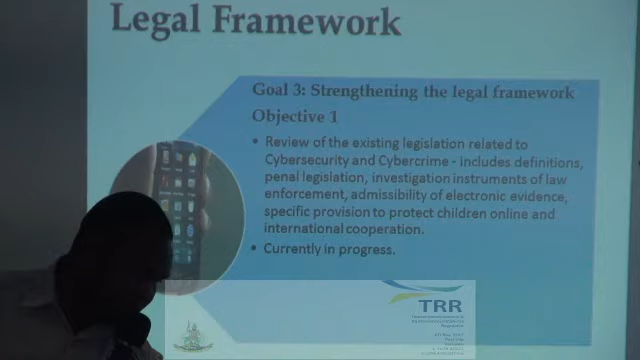 Legal Framework
Goal 3: Strengthening the legal framework
Objective 1
• Review of the existing legislation related to
Cybersecurity and Cybercrime - includes definitions,
penal legislation, investigation instruments of law
enforcement, admissibility of electronic evidence,
specific provision to protect children online and
international cooperation.
• Currently in progress.
TRR